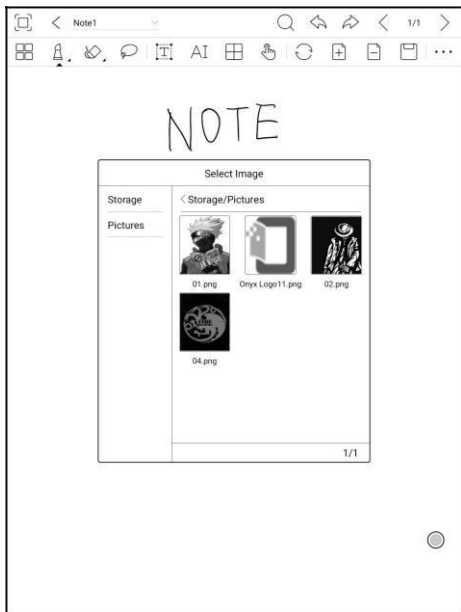 Note1
1/1
T AI
NOTE
Select Image
Storage
Pictures
Storage/Pictures
01.png
Onyx Logo11.png
02.png
04.png
1/1